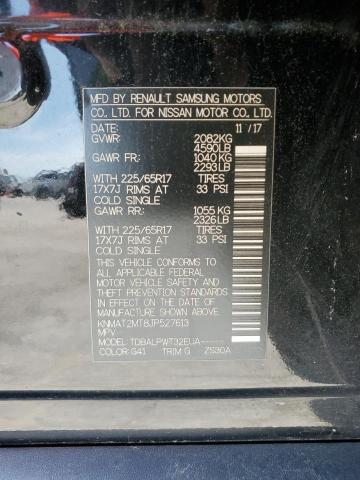 MFD BY RENAULT SAMSUNG MOTORS
CO., LTD. FOR NISSAN MOTOR CO., LTD.
DATE: 11 / 17
GVWR: 2082KG
4590LB
GAWR FR: 1040 KG
2293LB
WITH 225/65R17 TIRES
17X7J RIMS AT 33 PSI
COLD SINGLE
GAWR RR: 1055 KG
2326 LB
WITH 225/65R17 TIRES
17X7J RIMS AT 33 PSI
COLD SINGLE
THIS VEHICLE CONFORMS TO
ALL APPLICABLE FEDERAL
MOTOR VEHICLE SAFETY AND
THEFT PREVENTION STANDARDS
IN EFFECT ON THE DATE OF
MANUFACTURE SHOWN ABOVE.
KNMAT2MT8JP527613
MPV
MODEL: TDBALPWT32EUA------
COLOR: G41 TRIM G ZS30A